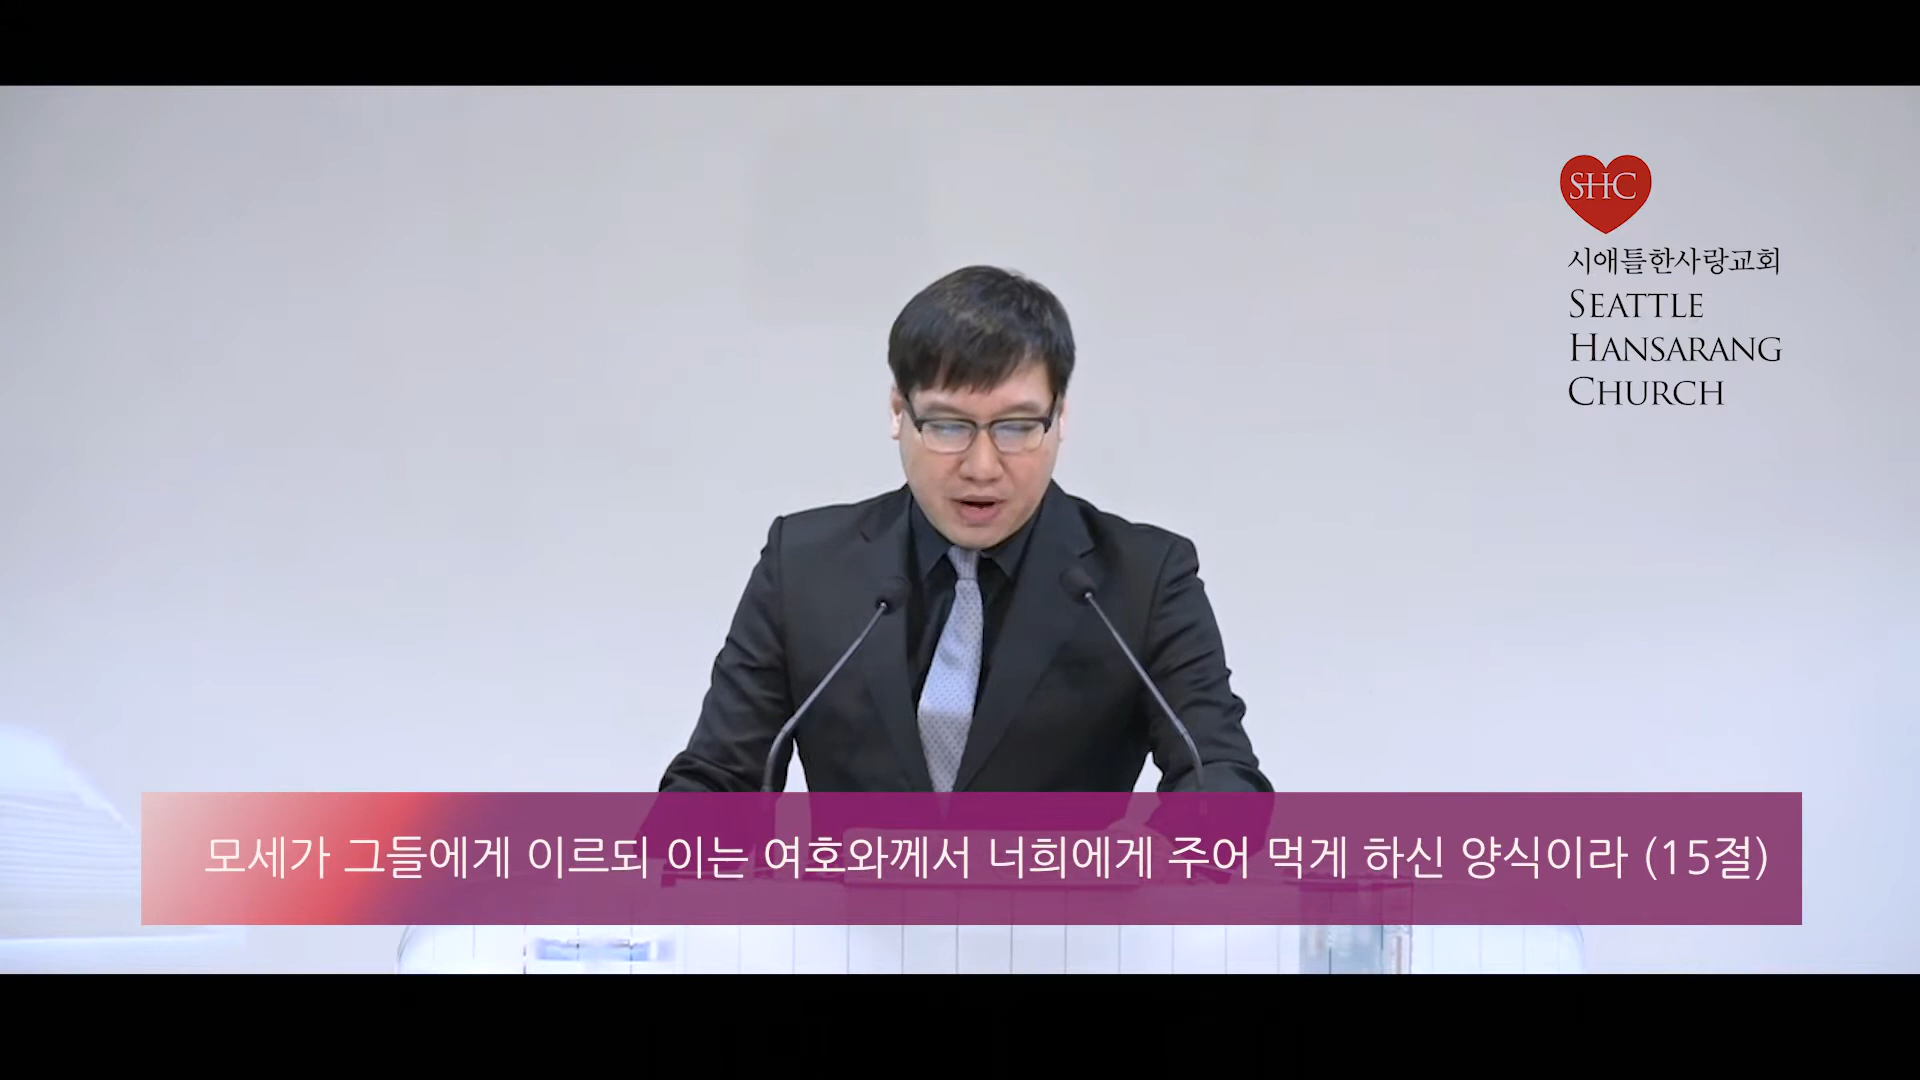 SHC
시애틀한사랑교회
SEATTLE
HANSARANG
CHURCH
모세가 그들에게 이르되 이는 여호와께서 너희에게 주어 먹게 하신 양식이라 (15절)